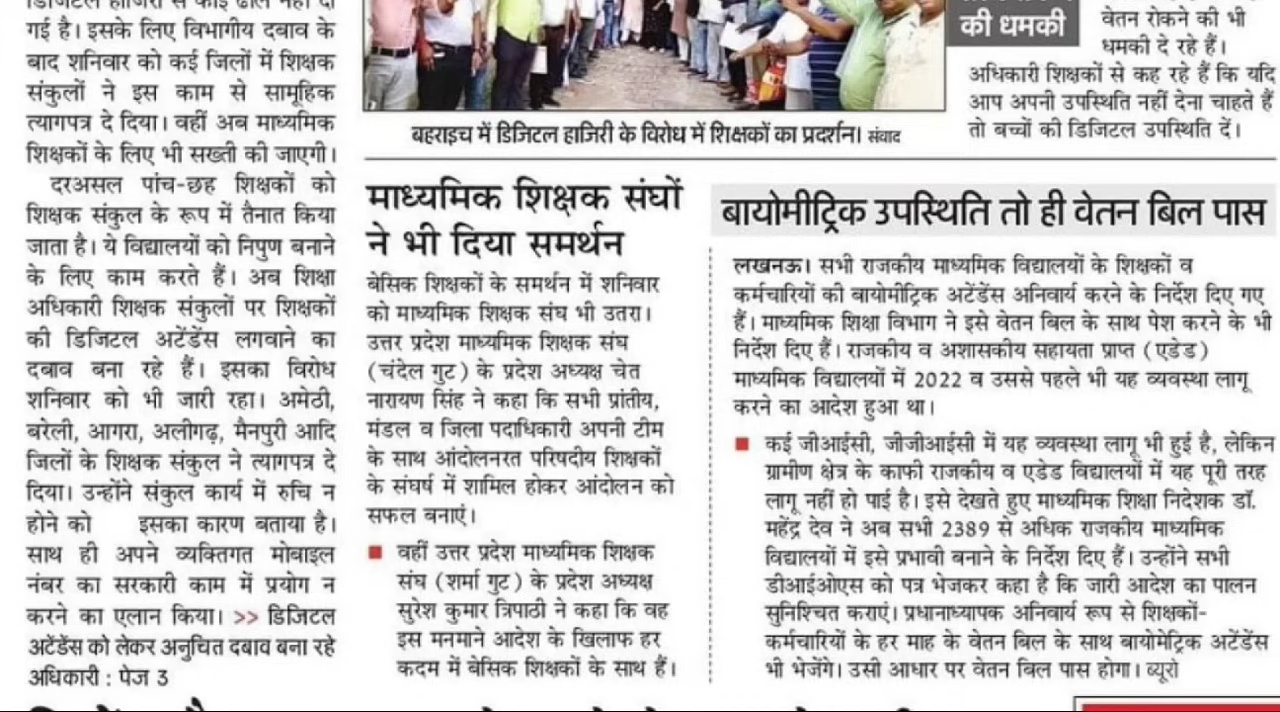 डिजिटल हाजिरी से कोई ढील नहीं दी
गई है। इसके लिए विभागीय दबाव के
बाद शनिवार को कई जिलों में शिक्षक
संकुलों ने इस काम से सामूहिक
त्यागपत्र दे दिया। वहीं अब माध्यमिक
शिक्षकों के लिए भी सख्ती की जाएगी।
दरअसल पांच-छह शिक्षकों को
शिक्षक संकुल के रूप में तैनात किया
जाता है। ये विद्यालयों को निपुण बनाने
के लिए काम करते हैं। अब शिक्षा
अधिकारी शिक्षक संकुलों पर शिक्षकों
की डिजिटल अटेंडेंस लगवाने का
दबाव बना रहे हैं। इसका विरोध
शनिवार को भी जारी रहा। अमेठी,
बरेली, आगरा, अलीगढ़, मैनपुरी आदि
जिलों के शिक्षक संकुल ने त्यागपत्र दे
दिया। उन्होंने संकुल कार्य में रुचि न
होने को इसका कारण बताया है।
साथ ही अपने व्यक्तिगत मोबाइल
नंबर का सरकारी काम में प्रयोग न
करने का एलान किया। >> डिजिटल
अटेंडेंस को लेकर अनुचित दबाव बना रहे
अधिकारी : पेज 3
बहराइच में डिजिटल हाजिरी के विरोध में शिक्षकों का प्रदर्शन। संवाद
की धमकी
वेतन रोकने की भी
धमकी दे रहे हैं।
अधिकारी शिक्षकों से कह रहे हैं कि यदि
आप अपनी उपस्थिति नहीं देना चाहते हैं
तो बच्चों की डिजिटल उपस्थिति दें।
माध्यमिक शिक्षक संघों
ने भी दिया समर्थन
बेसिक शिक्षकों के समर्थन में शनिवार
को माध्यमिक शिक्षक संघ भी उतरा।
उत्तर प्रदेश माध्यमिक शिक्षक संघ
(चंदेल गुट) के प्रदेश अध्यक्ष चेत
नारायण सिंह ने कहा कि सभी प्रांतीय,
मंडल व जिला पदाधिकारी अपनी टीम
के साथ आंदोलनरत परिषदीय शिक्षकों
के संघर्ष में शामिल होकर आंदोलन को
सफल बनाएं।
■ वहीं उत्तर प्रदेश माध्यमिक शिक्षक
संघ (शर्मा गुट) के प्रदेश अध्यक्ष
सुरेश कुमार त्रिपाठी ने कहा कि वह
इस मनमाने आदेश के खिलाफ हर
कदम में बेसिक शिक्षकों के साथ हैं।
बायोमीट्रिक उपस्थिति तो ही वेतन बिल पास
लखनऊ। सभी राजकीय माध्यमिक विद्यालयों के शिक्षकों व
कर्मचारियों की बायोमीट्रिक अटेंडेंस अनिवार्य करने के निर्देश दिए गए
हैं। माध्यमिक शिक्षा विभाग ने इसे वेतन बिल के साथ पेश करने के भी
निर्देश दिए हैं। राजकीय व अशासकीय सहायता प्राप्त (एडेड)
माध्यमिक विद्यालयों में 2022 व उससे पहले भी यह व्यवस्था लागू
करने का आदेश हुआ था।
■ कई जीआईसी, जीजीआईसी में यह व्यवस्था लागू भी हुई है, लेकिन
ग्रामीण क्षेत्र के काफी राजकीय व एडेड विद्यालयों में यह पूरी तरह
लागू नहीं हो पाई है। इसे देखते हुए माध्यमिक शिक्षा निदेशक डॉ.
महेंद्र देव ने अब सभी 2389 से अधिक राजकीय माध्यमिक
विद्यालयों में इसे प्रभावी बनाने के निर्देश दिए हैं। उन्होंने सभी
डीआईओएस को पत्र भेजकर कहा है कि जारी आदेश का पालन
सुनिश्चित कराएं। प्रधानाध्यापक अनिवार्य रूप से शिक्षकों-
कर्मचारियों के हर माह के वेतन बिल के साथ बायोमेट्रिक अटेंडेंस
भी भेजेंगे। उसी आधार पर वेतन बिल पास होगा। ब्यूरो